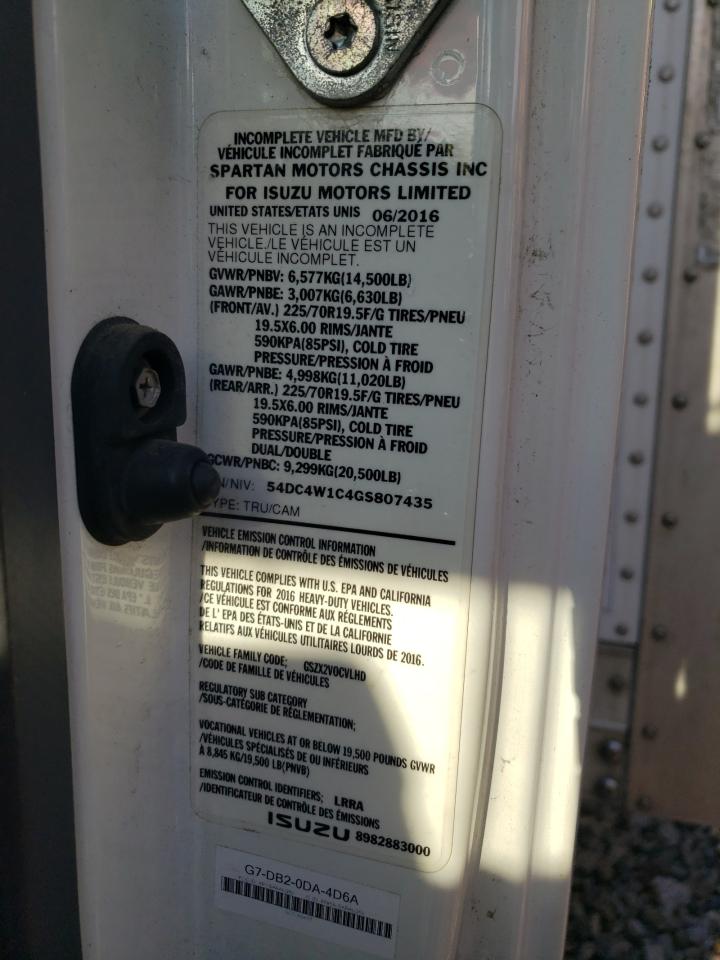 INCOMPLETE VEHICLE MFD BY/
VÉHICULE INCOMPLET FABRIQUÉ PAR
SPARTAN MOTORS CHASSIS INC
FOR ISUZU MOTORS LIMITED
UNITED STATES/ETATS UNIS 06/2016
THIS VEHICLE IS AN INCOMPLETE
VEHICLE./LE VÉHICULE EST UN
VÉHICULE INCOMPLET.
GVWR/PNBV: 6,577KG(14,500LB)
GAWR/PNBE: 3,007KG(6,630LB)
(FRONT/AV.) 225/70R19.5F/G TIRES/PNEU
19.5X6.00 RIMS/JANTE
590KPA(85PSI), COLD TIRE
PRESSURE/PRESSION À FROID
GAWR/PNBE: 4,998KG(11,020LB)
(REAR/ARR.) 225/70R19.5F/G TIRES/PNEU
19.5X6.00 RIMS/JANTE
590KPA(85PSI), COLD TIRE
PRESSURE/PRESSION À FROID
DUAL/DOUBLE
GCWR/PNBC: 9,299KG(20,500LB)
N/NIV: 54DC4W1C4GS807435
YPE: TRU/CAM
VEHICLE EMISSION CONTROL INFORMATION
/INFORMATION DE CONTRÔLE DES ÉMISSIONS DE VÉHICULES
THIS VEHICLE COMPLIES WITH U.S. EPA AND CALIFORNIA
REGULATIONS FOR 2016 HEAVY-DUTY VEHICLES.
/CE VÉHICULE EST CONFORME AUX RÉGLEMENTS
DE L' EPA DES ÉTATS-UNIS ET DE LA CALIFORNIE
RELATIFS AUX VÉHICULES UTILITAIRES LOURDS DE 2016.
VEHICLE FAMILY CODE; GSZX2VOCVLHD
/CODE DE FAMILLE DE VÉHICULES
REGULATORY SUB CATEGORY
/SOUS-CATÉGORIE DE RÉGLEMENTATION;
VOCATIONAL VEHICLES AT OR BELOW 19,500 POUNDS GVWR
/VÉHICULES SPÉCIALISÉS DE OU INFÉRIEURS
À 8,845 KG/19,500 LB(PNVB)
EMISSION CONTROL IDENTIFIERS; LRRA
/IDENTIFICATEUR DE CONTRÔLE DES ÉMISSIONS
ISUZU 8982883000
G7-DB2-0DA-4D6A